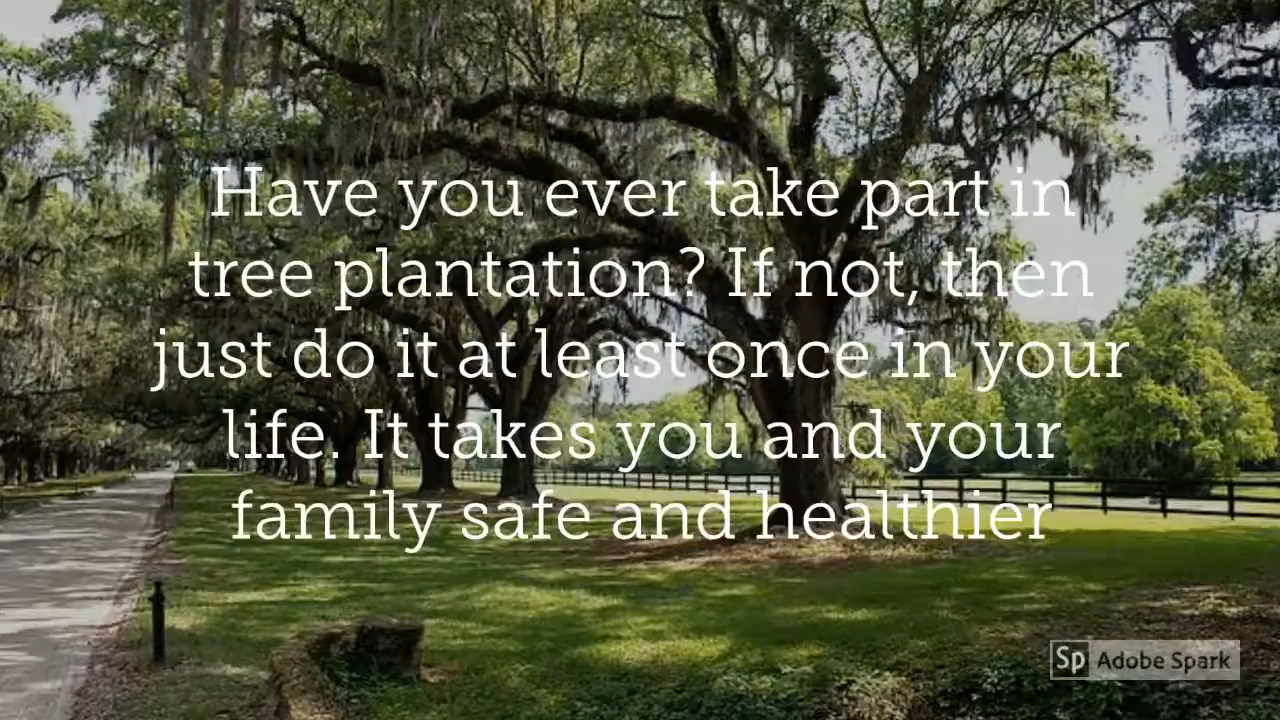 Have you ever take part in
tree plantation? If not, then
just do it at least once in your
life. It takes you and your
family safe and healthier
Sp Adobe Spark